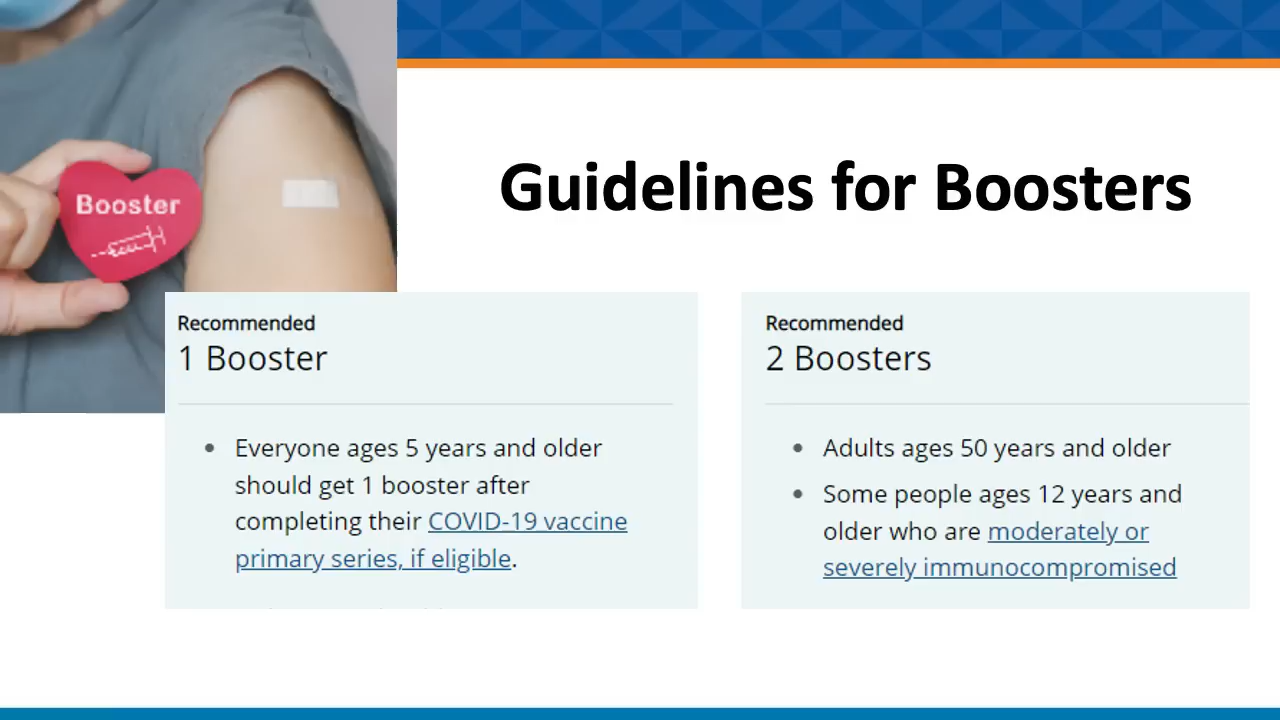 Booster
Guidelines for Boosters
Recommended
1 Booster
• Everyone ages 5 years and older
should get 1 booster after
completing their COVID-19 vaccine
primary series, if eligible.
Recommended
2 Boosters
• Adults ages 50 years and older
• Some people ages 12 years and
older who are moderately or
severely immunocompromised